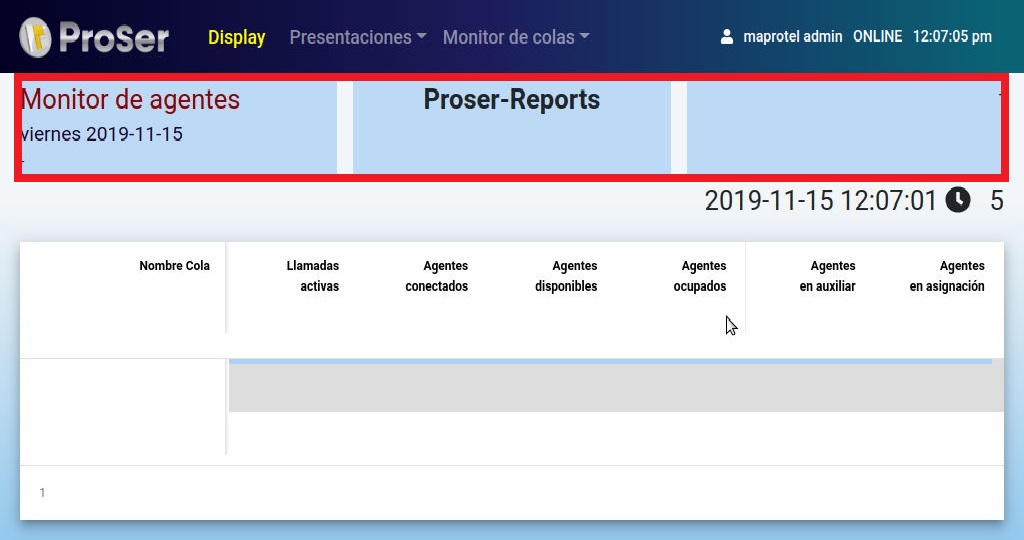 ProSer Display Presentaciones Monitor de colas maprotel admin ONLINE 12:07:05 pm
Monitor de agentes Proser-Reports
viernes 2019-11-15
2019-11-15 12:07:01 5
Nombre Cola Llamadas activas Agentes conectados Agentes disponibles Agentes ocupados Agentes en auxiliar Agentes en asignación
1